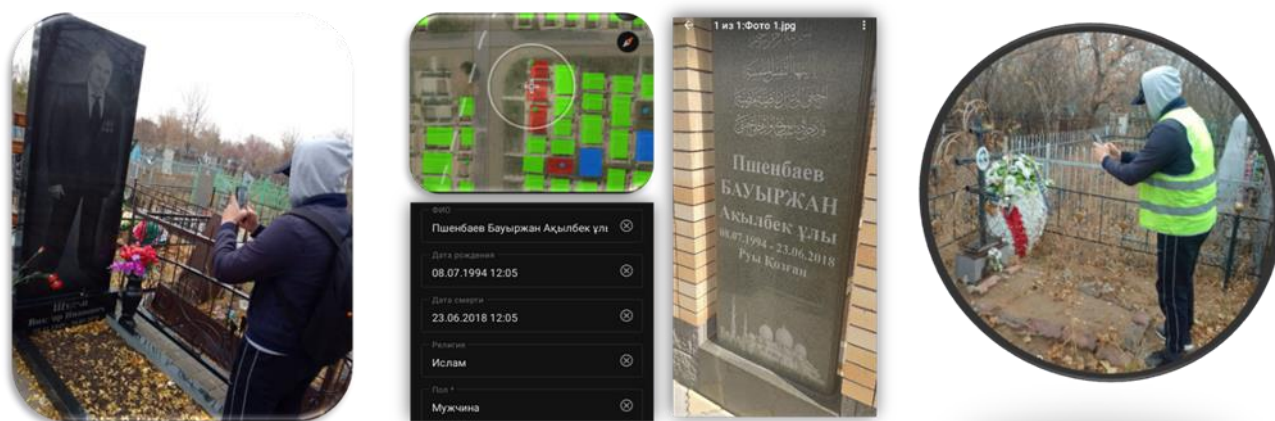 ФИО
Пшенбаев Бауыржан Ақылбек ұлы
Дата рождения
08.07.1994 12:05
Дата смерти
23.06.2018 12:05
Религия
Ислам
Пол *
Мужчина
1 из 1:Фото 1.jpg
Пшенбаев
БАУЫРЖАН
Ақылбек ұлы
08.07.1994 - 23.06.2018
Руы Қозған